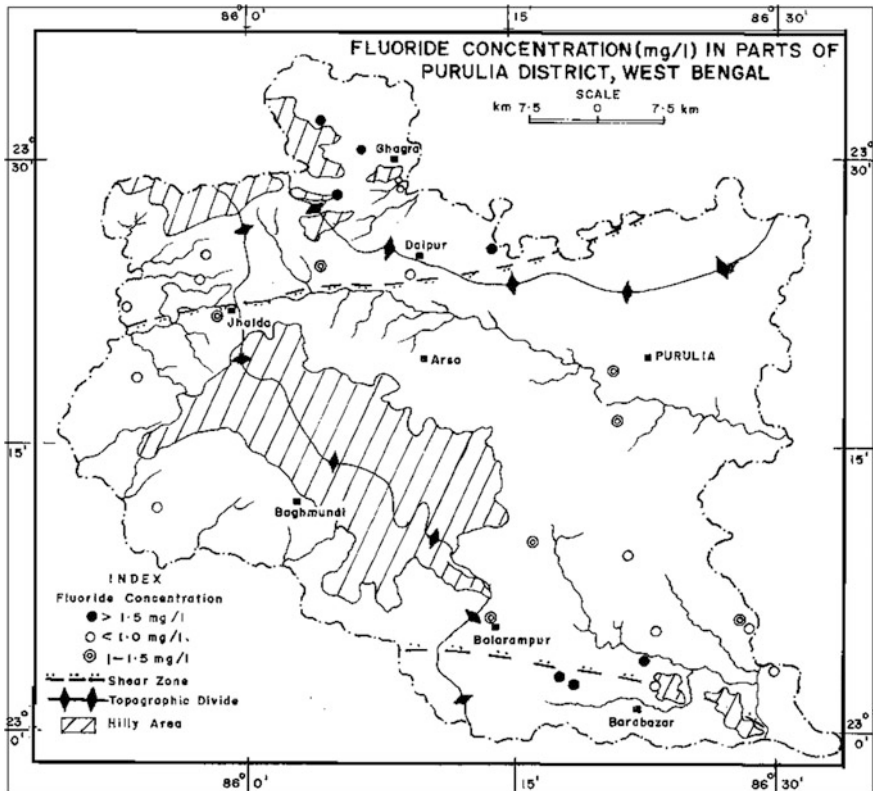 86° 0' 15' 86° 30'
FLUORIDE CONCENTRATION(mg/l) IN PARTS OF
PURULIA DISTRICT, WEST BENGAL
SCALE
km 7·5 0 7·5 km
23° 30' 23° 30'
Ghagra
Doipur
Jhalda
Arsa
PURULIA
15' 15'
Baghmundi
INDEX
Fluoride Concentration
> 1·5 mg/l
< 1·0 mg/l.
1–1·5 mg/l
Shear Zone
Topographic Divide
Hilly Area
Balarampur
Barabazar
23° 0' 23° 0'
86° 0' 15' 86° 30'